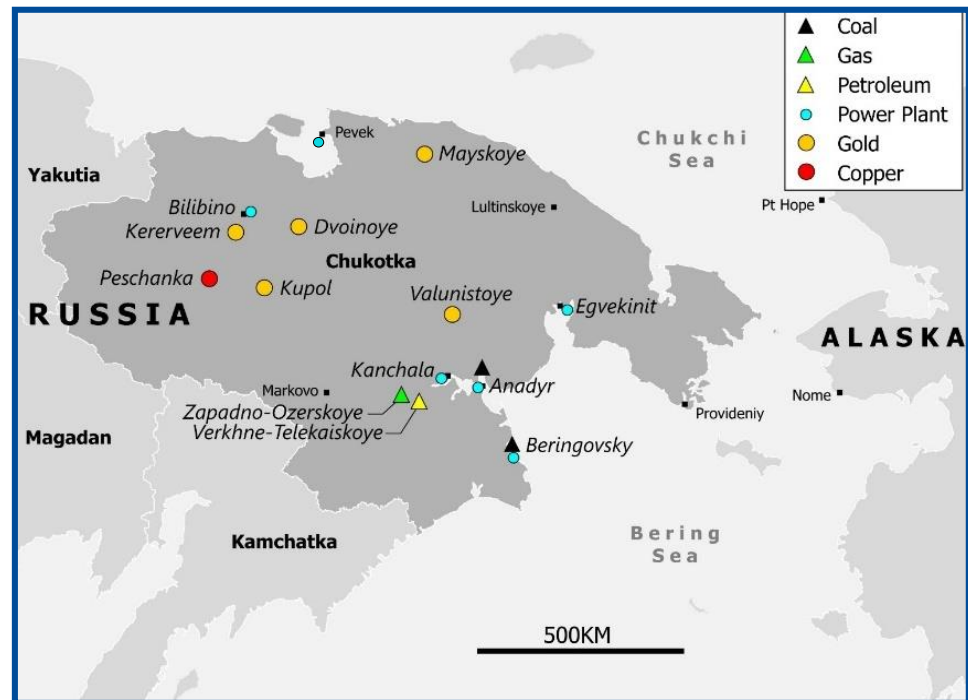 Coal
Gas
Petroleum
Power Plant
Gold
Copper
Pevek
Mayskoye
Chukchi
Sea
Yakutia
Bilibino
Lultinskoye
Pt Hope
Kererveem
Dvoinoye
Chukotka
Peschanka
Kupol
Valunistoye
Egvekinit
RUSSIA
ALASKA
Kanchala
Markovo
Anadyr
Nome
Zapadno-Ozerskoye
Provideniy
Verkhne-Telekaiskoye
Magadan
Beringovsky
Kamchatka
Bering
Sea
500KM